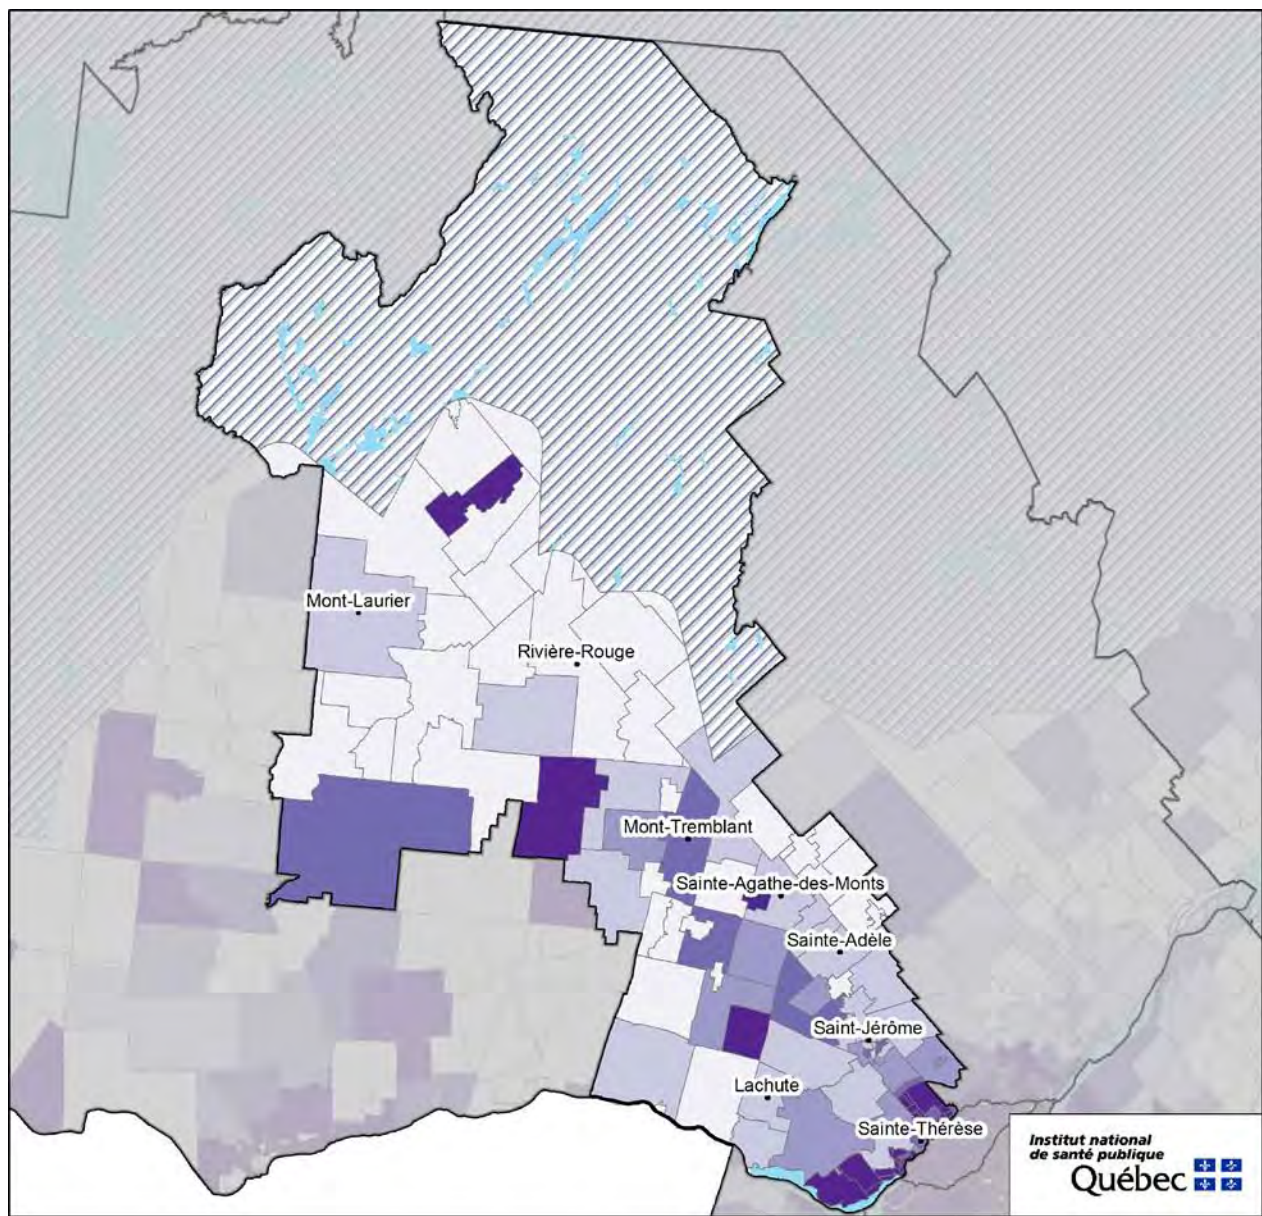 Mont-Laurier
Rivière-Rouge
Mont-Tremblant
Sainte-Agathe-des-Monts
Sainte-Adèle
Saint-Jérôme
Lachute
Sainte-Thérèse
Institut national
de santé publique
Québec